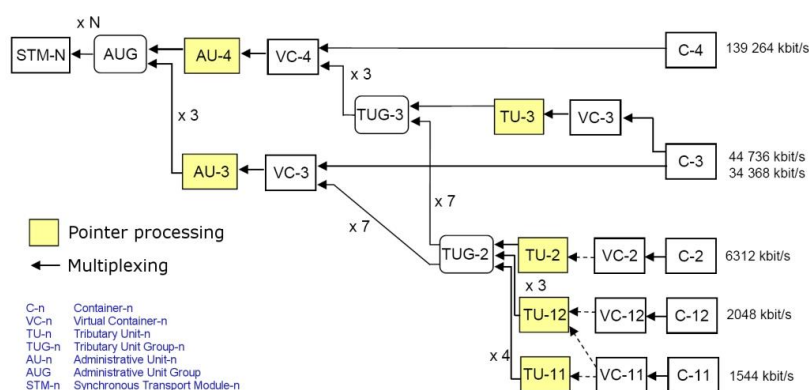 x N
STM-N
AUG
AU-4
VC-4
C-4
139 264 kbit/s
x 3
TUG-3
TU-3
VC-3
x 3
AU-3
VC-3
C-3
44 736 kbit/s
34 368 kbit/s
x 7
x 7
Pointer processing
Multiplexing
TUG-2
TU-2
VC-2
C-2
6312 kbit/s
x 3
TU-12
VC-12
C-12
2048 kbit/s
x 4
TU-11
VC-11
C-11
1544 kbit/s
C-n Container-n
VC-n Virtual Container-n
TU-n Tributary Unit-n
TUG-n Tributary Unit Group-n
AU-n Administrative Unit-n
AUG Administrative Unit Group
STM-n Synchronous Transport Module-n